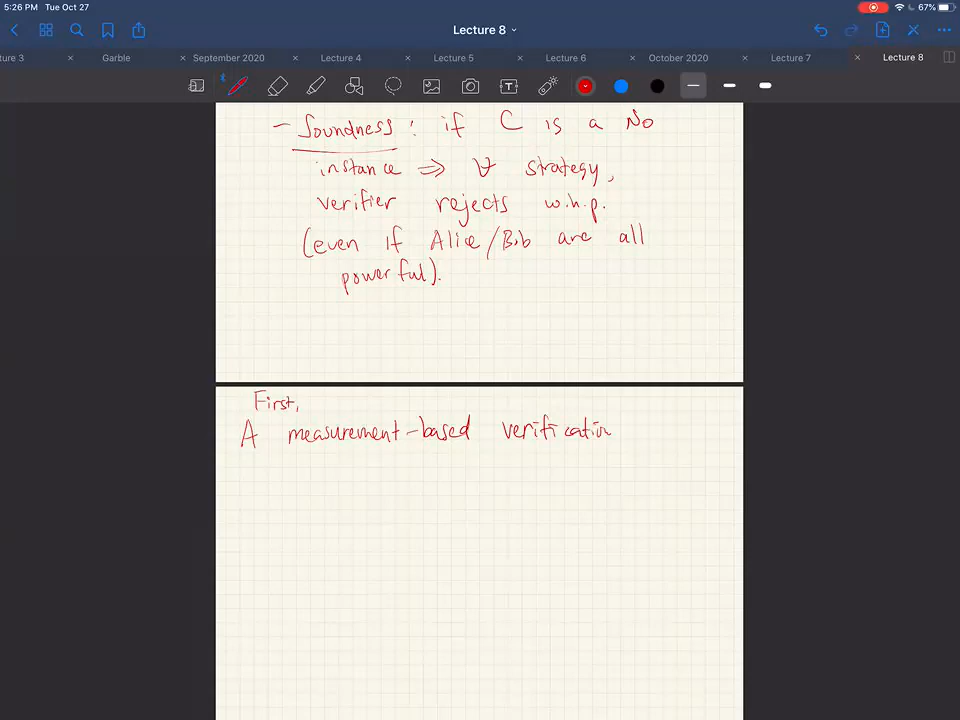 5:26 PM Tue Oct 27
67%
Lecture 8
ture 3
Garble
September 2020
Lecture 4
Lecture 5
Lecture 6
October 2020
Lecture 7
Lecture 8
- Soundness : if C is a No
instance ⇒ ∀ strategy,
verifier rejects w.h.p.
(even if Alice/Bob are all
powerful).
First,
A measurement-based verification